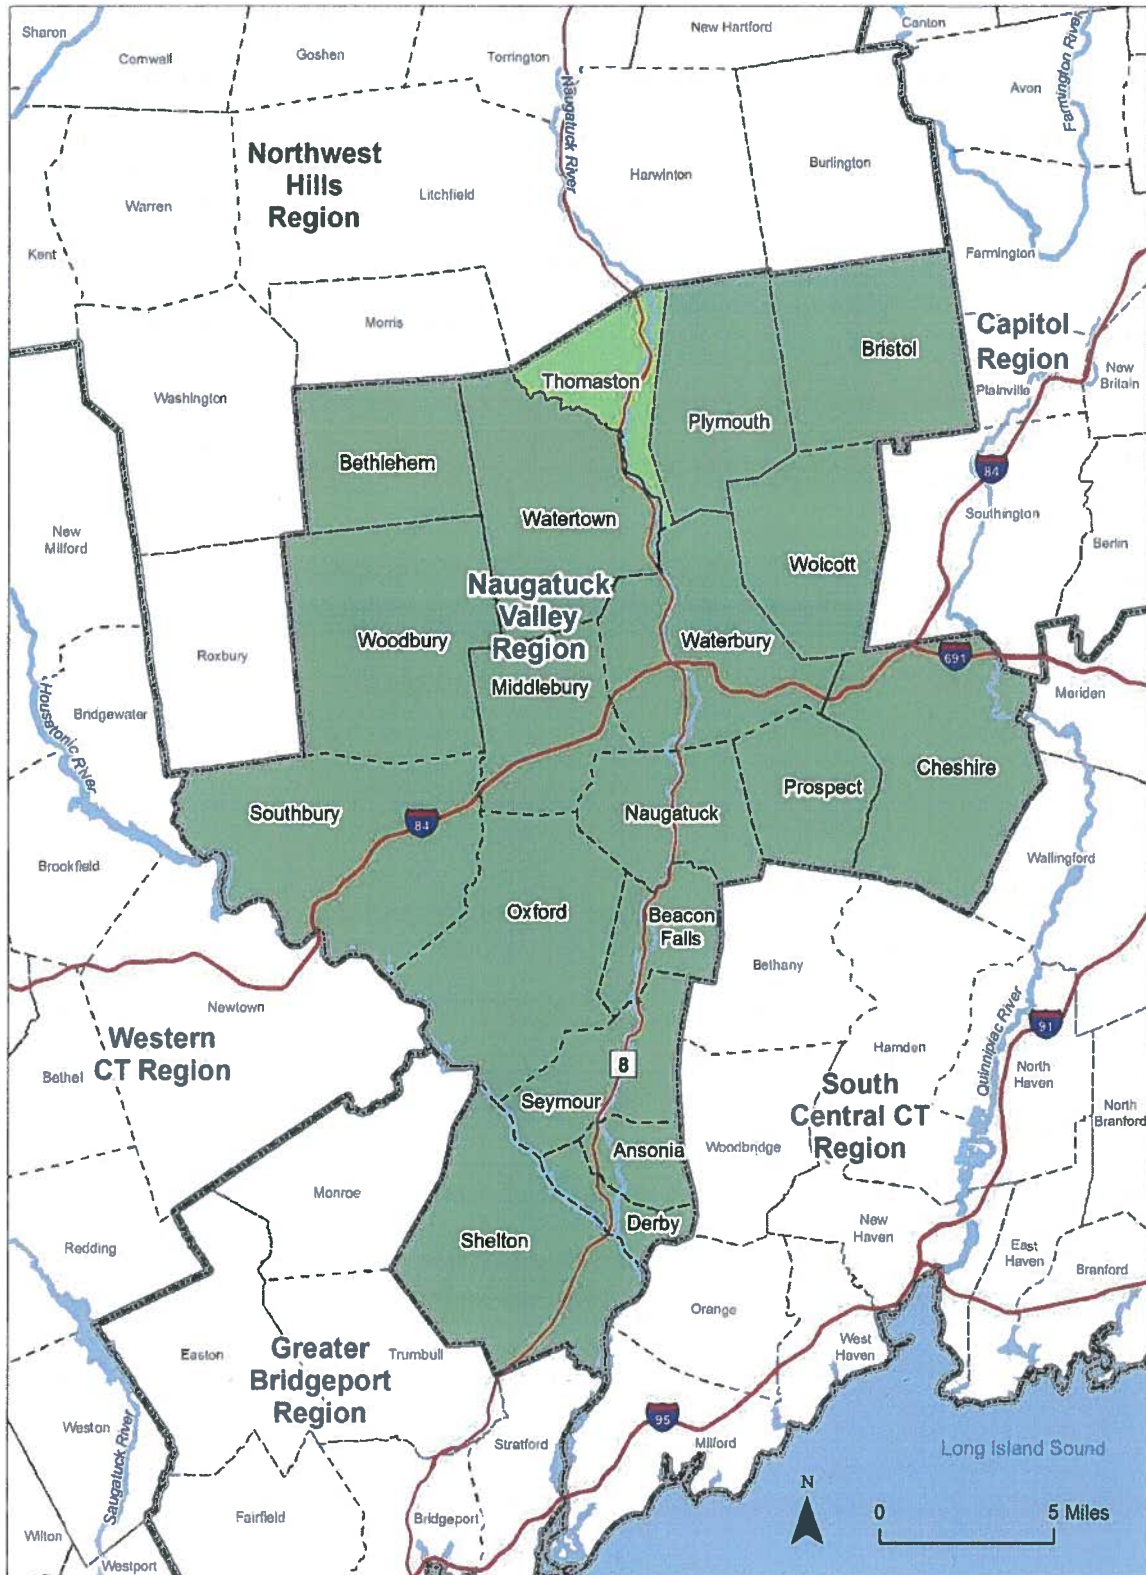 Sharon
Cornwall
Goshen
Torrington
New Hartford
Canton
Farmington River
Avon
Naugatuck River
Northwest
Hills
Region
Warren
Litchfield
Harwinton
Burlington
Kent
Farmington
Morris
Capitol
Region
Bristol
Thomaston
Plainville
New
Britain
Washington
Plymouth
Bethlehem
84
Watertown
Southington
New
Milford
Berlin
Wolcott
Naugatuck
Valley
Region
Woodbury
Waterbury
Roxbury
691
Middlebury
Meriden
Housatonic River
Bridgewater
Cheshire
Prospect
Southbury
Naugatuck
84
Brookfield
Wallingford
Oxford
Beacon
Falls
Bethany
Newtown
Western
CT Region
Quinnipiac River
91
Hamden
Bethel
8
North
Haven
South
Central CT
Region
Seymour
North
Branford
Ansonia
Woodbridge
Monroe
New
Haven
Derby
Shelton
Redding
East
Haven
Branford
Orange
Greater
Bridgeport
Region
Easton
Trumbull
West
Haven
Weston
Saugatuck River
95
Stratford
Milford
Long Island Sound
N
0 5 Miles
Fairfield
Bridgeport
Wilton
Westport